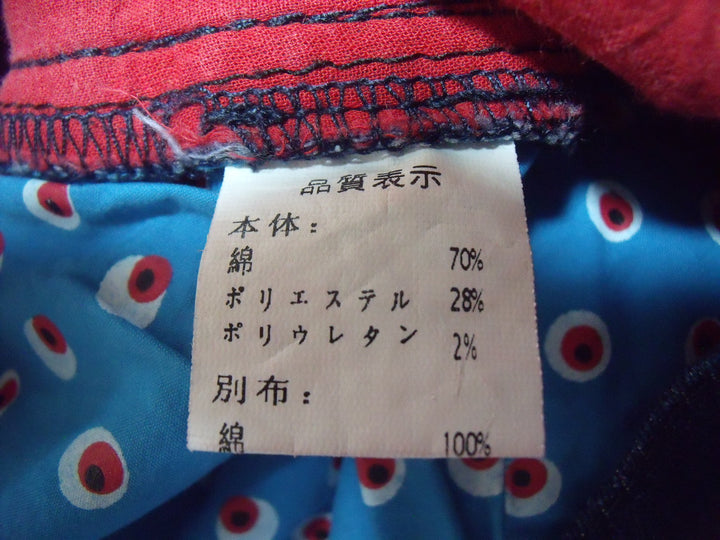 品質表示
本体:
綿 70%
ポリエステル 28%
ポリウレタン 2%
別布:
綿 100%